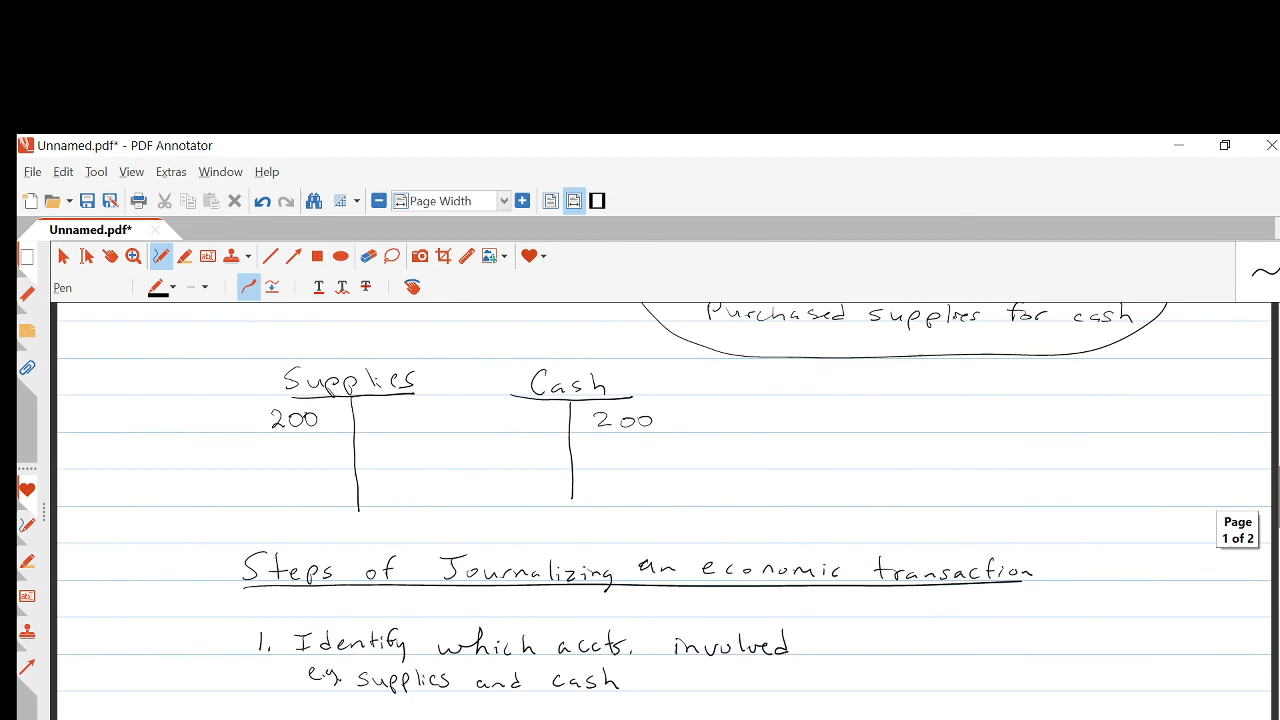 Unnamed.pdf* - PDF Annotator
File Edit Tool View Extras Window Help
Page Width
Unnamed.pdf*
Pen
Purchased supplies for cash
Supplies Cash
200 200
Page
1 of 2
Steps of Journalizing an economic transaction
1. Identify which accts. involved
e.g. supplies and cash